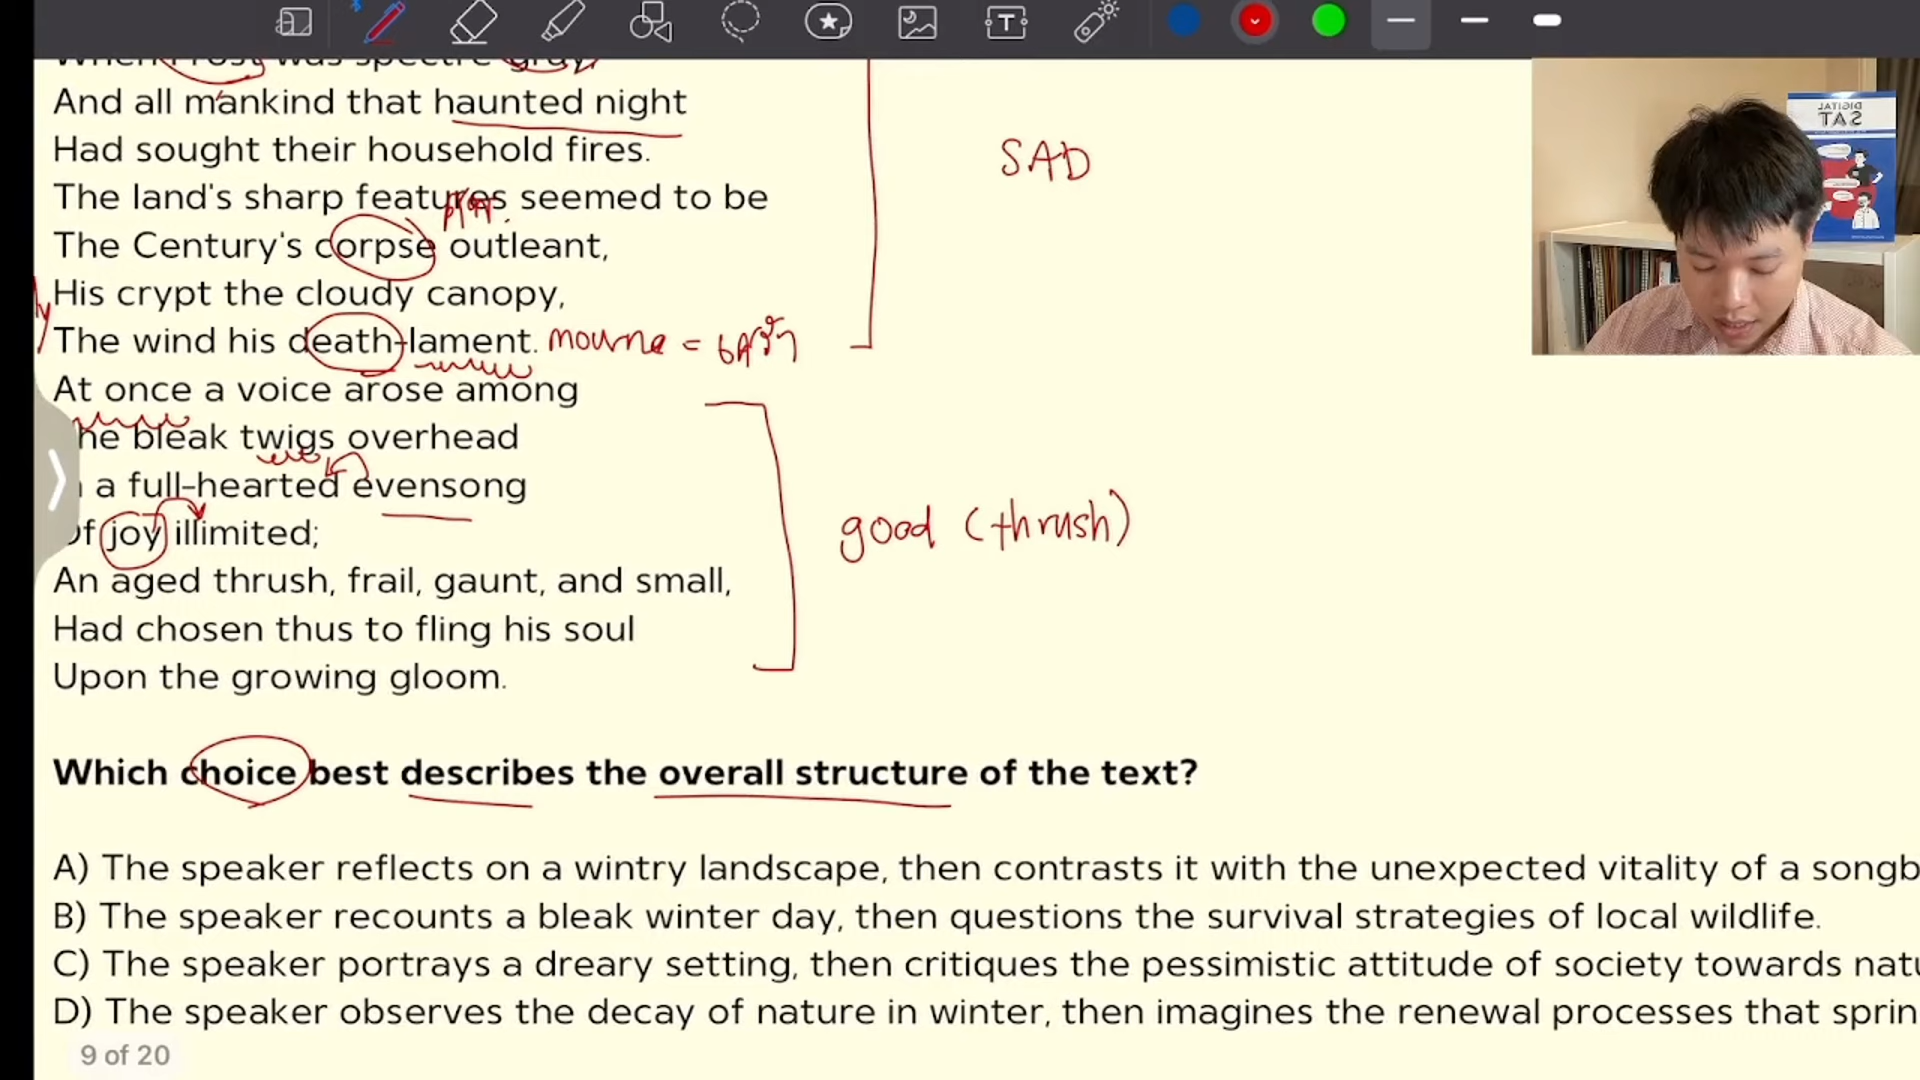 When Frost was spectre-gray,
And all mankind that haunted night
Had sought their household fires.
The land's sharp features seemed to be
The Century's corpse outleant,
His crypt the cloudy canopy,
The wind his death-lament. mourne =
At once a voice arose among
he bleak twigs overhead
a full-hearted evensong
Of joy illimited;
An aged thrush, frail, gaunt, and small,
Had chosen thus to fling his soul
Upon the growing gloom.
SAD
good (thrush)
DIGITAL
SAT
Which choice best describes the overall structure of the text?
A) The speaker reflects on a wintry landscape, then contrasts it with the unexpected vitality of a songb
B) The speaker recounts a bleak winter day, then questions the survival strategies of local wildlife.
C) The speaker portrays a dreary setting, then critiques the pessimistic attitude of society towards natu
D) The speaker observes the decay of nature in winter, then imagines the renewal processes that sprin
9 of 20